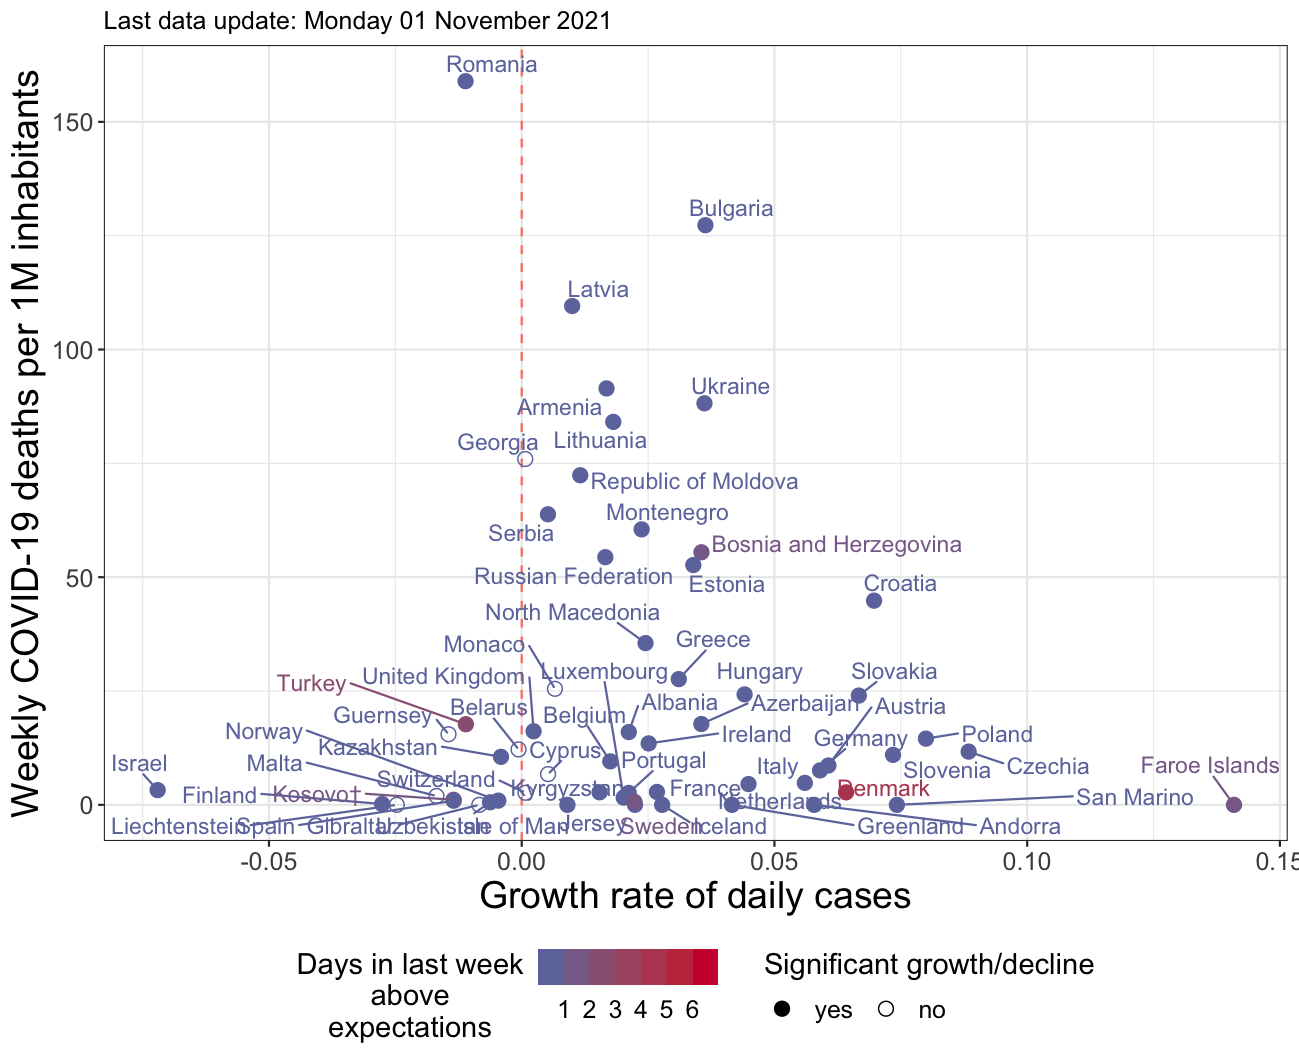 Last data update: Monday 01 November 2021
Weekly COVID-19 deaths per 1M inhabitants
150
100
50
0
Romania
Bulgaria
Latvia
Ukraine
Armenia
Lithuania
Georgia
Republic of Moldova
Montenegro
Serbia
Bosnia and Herzegovina
Russian Federation
Estonia
Croatia
North Macedonia
Greece
Monaco
United Kingdom
Luxembourg
Hungary
Slovakia
Turkey
Guernsey
Belarus
Belgium
Albania
Azerbaijan
Austria
Norway
Kazakhstan
Cyprus
Ireland
Germany
Poland
Israel
Malta
Switzerland
Portugal
Italy
Slovenia
Czechia
Faroe Islands
Finland
Kosovo†
Kyrgyzstan
France
Netherlands
Denmark
San Marino
Liechtenstein
Spain
Gibraltar
Uzbekistan
Isle of Man
Jersey
Sweden
Iceland
Greenland
Andorra
-0.05 0.00 0.05 0.10 0.15
Growth rate of daily cases
Days in last week
above
expectations
1 2 3 4 5 6
Significant growth/decline
yes no